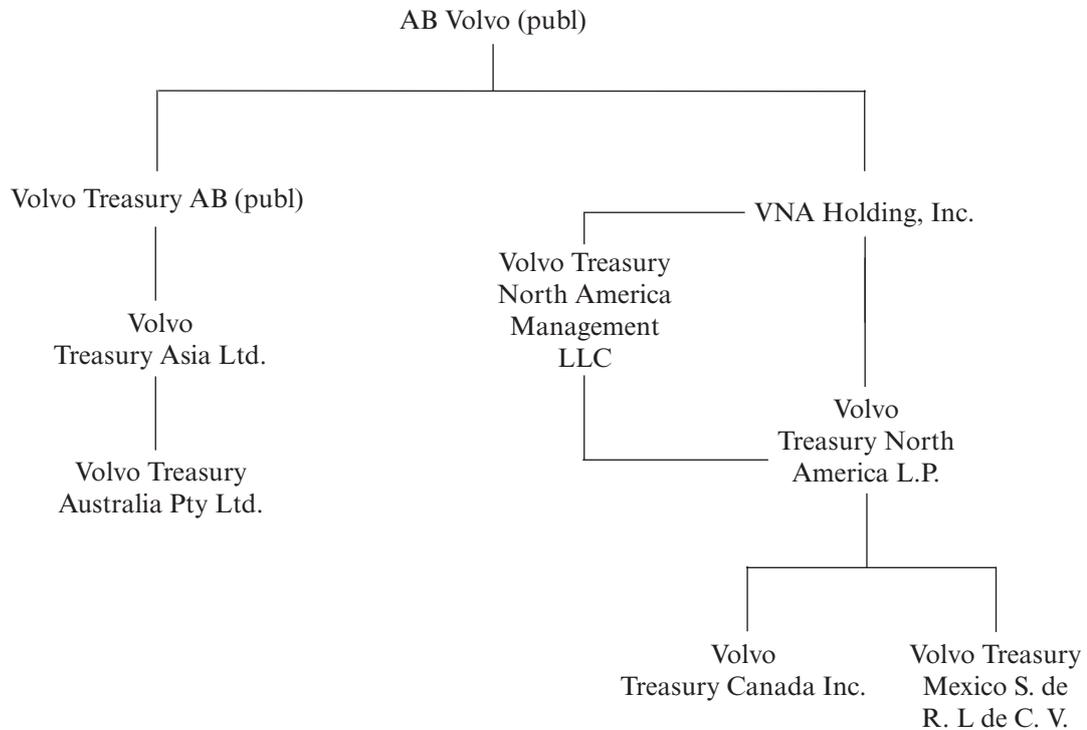 AB Volvo (publ)
Volvo Treasury AB (publ)
VNA Holding, Inc.
Volvo Treasury
North America
Management
LLC
Volvo
Treasury Asia Ltd.
Volvo
Treasury North
America L.P.
Volvo Treasury
Australia Pty Ltd.
Volvo
Treasury Canada Inc.
Volvo Treasury
Mexico S. de
R. L de C. V.